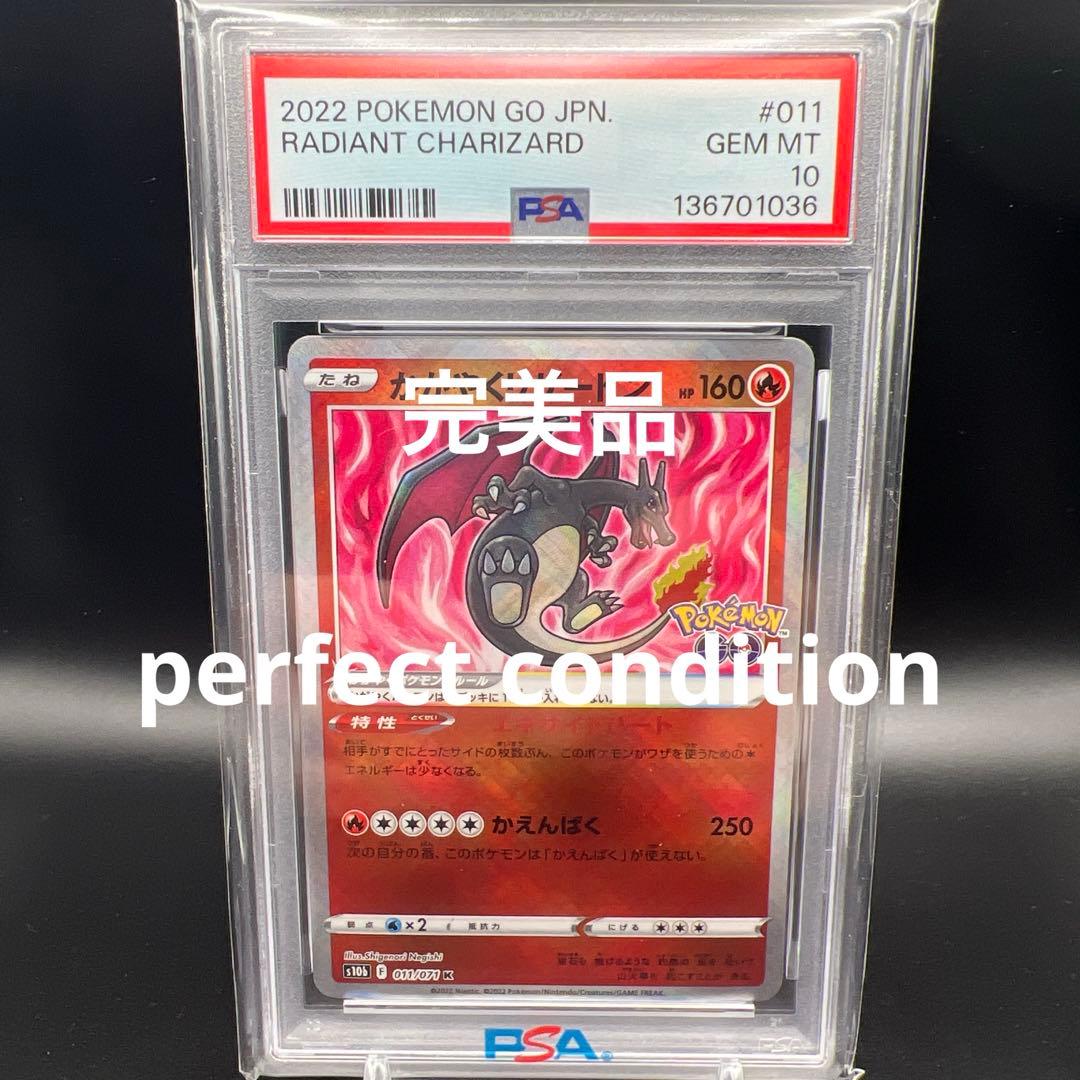 2022 POKEMON GO JPN. #011
RADIANT CHARIZARD GEM MT
10
PSA 136701036
たね
HP 160
完美品
Pokémon
GO
perfect condition
特性 とくせい
相手がすでにとったサイドの枚数ぶん、このポケモンがワザを使うための
エネルギーは少なくなる。
かえんばく 250
次の自分の番、このポケモンは「かえんばく」が使えない。
弱点 ×2 抵抗力 にげる
Illus. Shigenori Negishi
s10b F 011/071 K
©2022 Niantic. ©2022 Pokémon/Nintendo/Creatures/GAME FREAK.
PSA